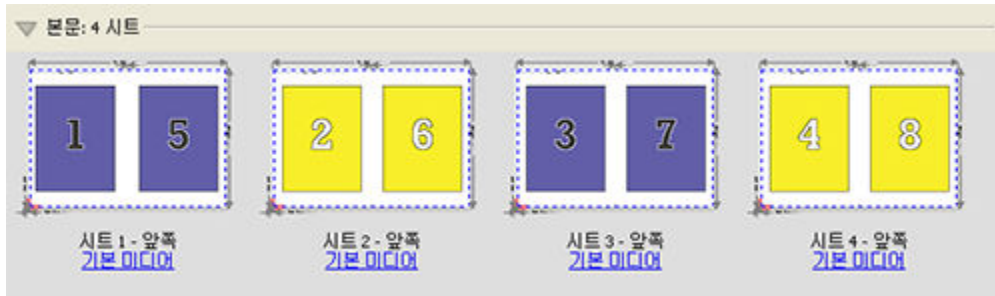 본문: 4 시트
1 5 2 6 3 7 4 8
시트 1 - 앞쪽 시트 2 - 앞쪽 시트 3 - 앞쪽 시트 4 - 앞쪽
기본 미디어 기본 미디어 기본 미디어 기본 미디어